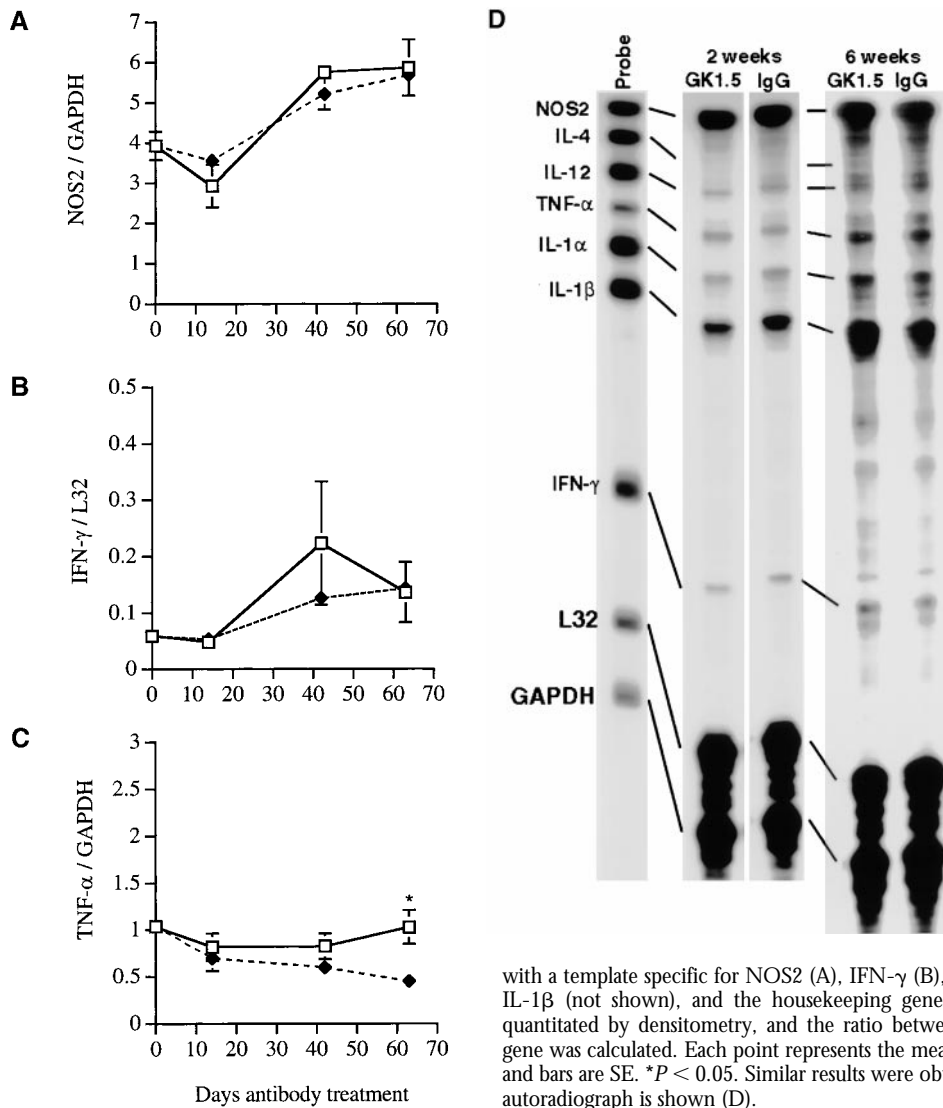 A
NOS2 / GAPDH
7
6
5
4
3
2
1
0
0 10 20 30 40 50 60 70
B
IFN-γ / L32
0.5
0.4
0.3
0.2
0.1
0
0 10 20 30 40 50 60 70
C
TNF-α / GAPDH
3
2.5
2
1.5
1
0.5
0
*
0 10 20 30 40 50 60 70
Days antibody treatment
D
Probe
2 weeks
GK1.5 IgG
6 weeks
GK1.5 IgG
NOS2
IL-4
IL-12
TNF-α
IL-1α
IL-1β
IFN-γ
L32
GAPDH
with a template specific for NOS2 (A), IFN-γ (B),
IL-1β (not shown), and the housekeeping gene
quantitated by densitometry, and the ratio betwe
gene was calculated. Each point represents the mea
and bars are SE. *P < 0.05. Similar results were ob
autoradiograph is shown (D).